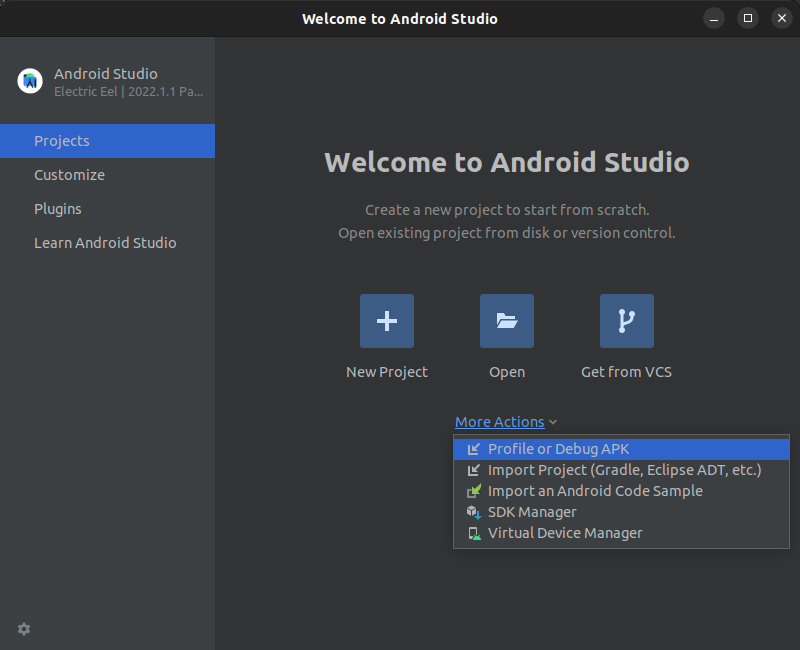 Welcome to Android Studio
Android Studio
Electric Eel | 2022.1.1 Pa...
Projects
Customize
Plugins
Learn Android Studio
Welcome to Android Studio
Create a new project to start from scratch.
Open existing project from disk or version control.
New Project
Open
Get from VCS
More Actions
Profile or Debug APK
Import Project (Gradle, Eclipse ADT, etc.)
Import an Android Code Sample
SDK Manager
Virtual Device Manager